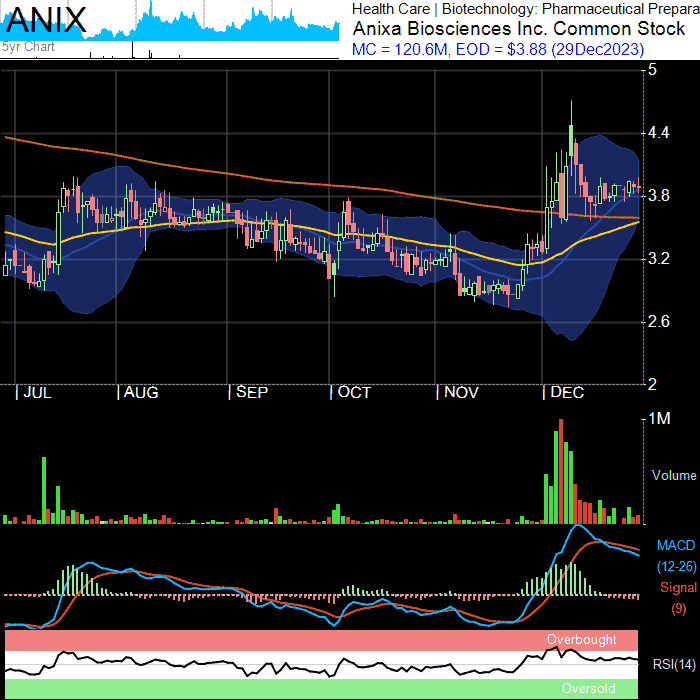 ANIX
5yr Chart
Health Care | Biotechnology: Pharmaceutical Prepara
Anixa Biosciences Inc. Common Stock
MC = 120.6M, EOD = $3.88 (29Dec2023)
5
4.4
3.8
3.2
2.6
2
| JUL | AUG | SEP | OCT | NOV | DEC
1M
Volume
MACD
(12-26)
Signal
(9)
Overbought
RSI(14)
Oversold